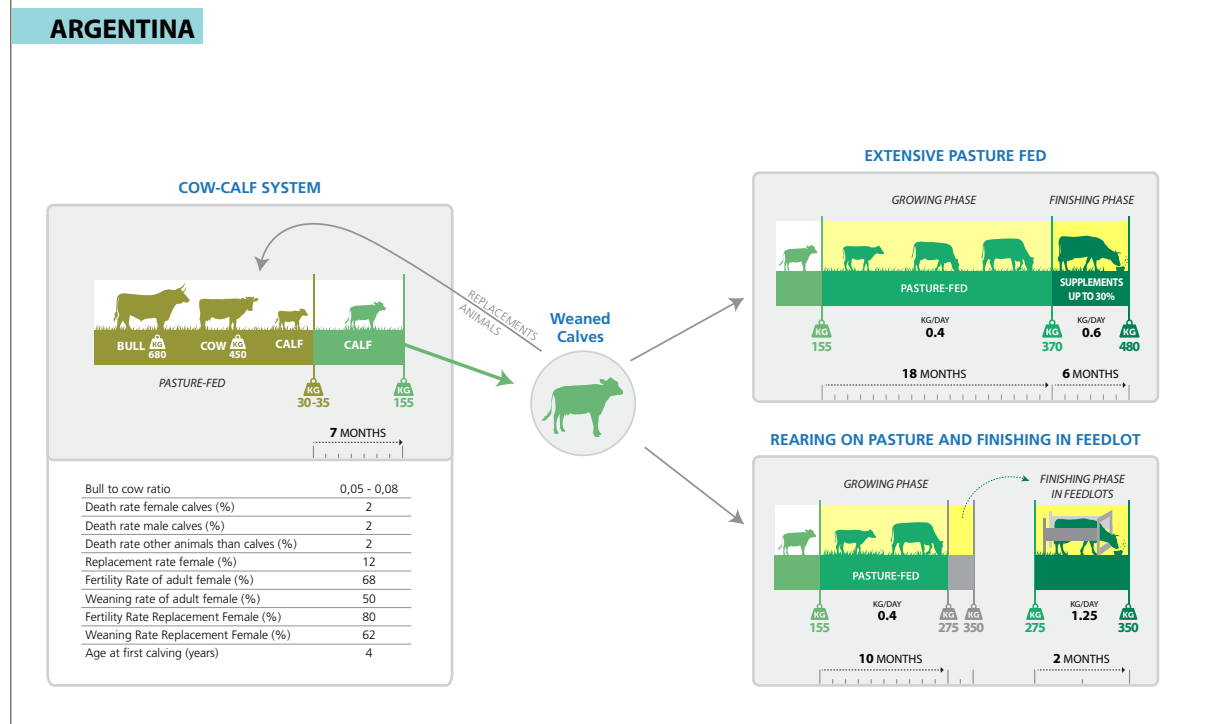 ARGENTINA
COW-CALF SYSTEM
BULL KG 680
COW KG 450
CALF
CALF
PASTURE-FED
KG
30-35
KG
155
7 MONTHS
REPLACEMENTS
ANIMALS
Bull to cow ratio 0,05 - 0,08
Death rate female calves (%) 2
Death rate male calves (%) 2
Death rate other animals than calves (%) 2
Replacement rate female (%) 12
Fertility Rate of adult female (%) 68
Weaning rate of adult female (%) 50
Fertility Rate Replacement Female (%) 80
Weaning Rate Replacement Female (%) 62
Age at first calving (years) 4
Weaned
Calves
EXTENSIVE PASTURE FED
GROWING PHASE FINISHING PHASE
PASTURE-FED
SUPPLEMENTS
UP TO 30%
KG
155
KG/DAY
0.4
KG
370
KG/DAY
0.6
KG
480
18 MONTHS 6 MONTHS
REARING ON PASTURE AND FINISHING IN FEEDLOT
GROWING PHASE
FINISHING PHASE
IN FEEDLOTS
PASTURE-FED
KG
155
KG/DAY
0.4
KG
275
KG
350
KG
275
KG/DAY
1.25
KG
350
10 MONTHS 2 MONTHS